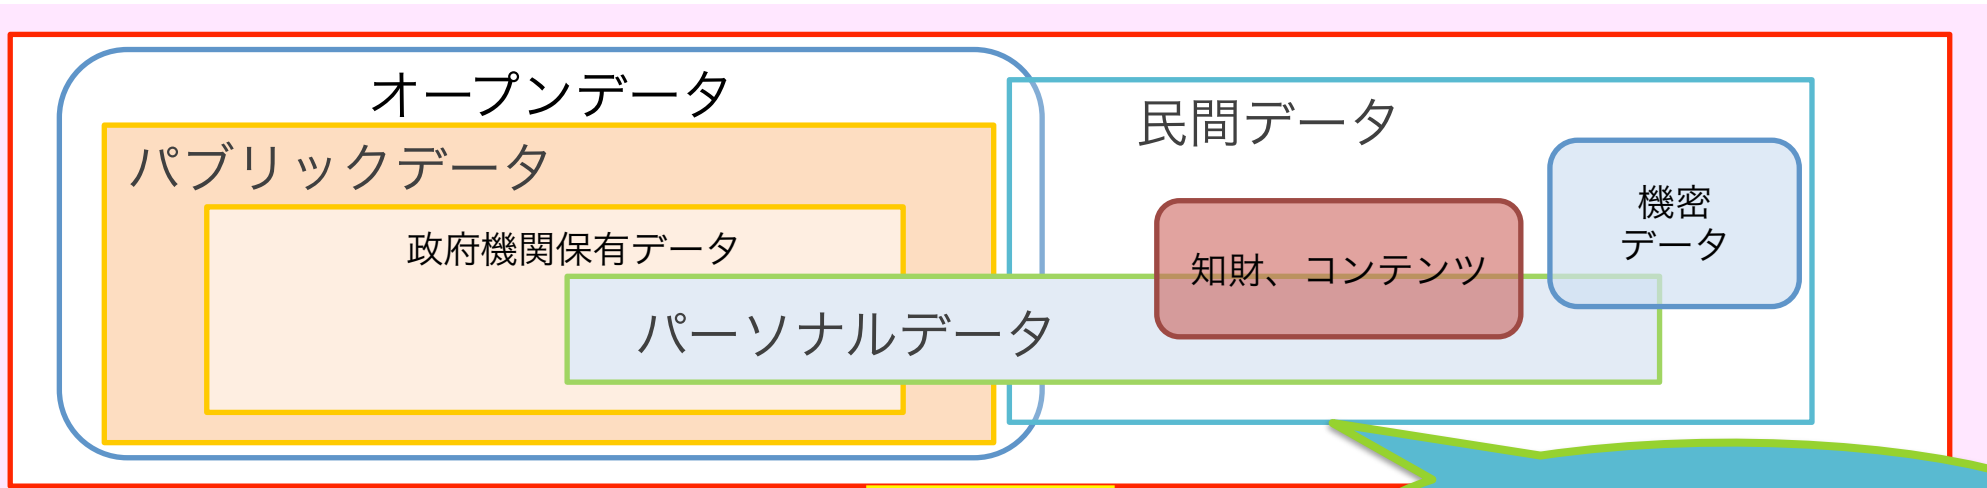 オープンデータ
民間データ
パブリックデータ
機密
データ
政府機関保有データ
知財、コンテンツ
パーソナルデータ